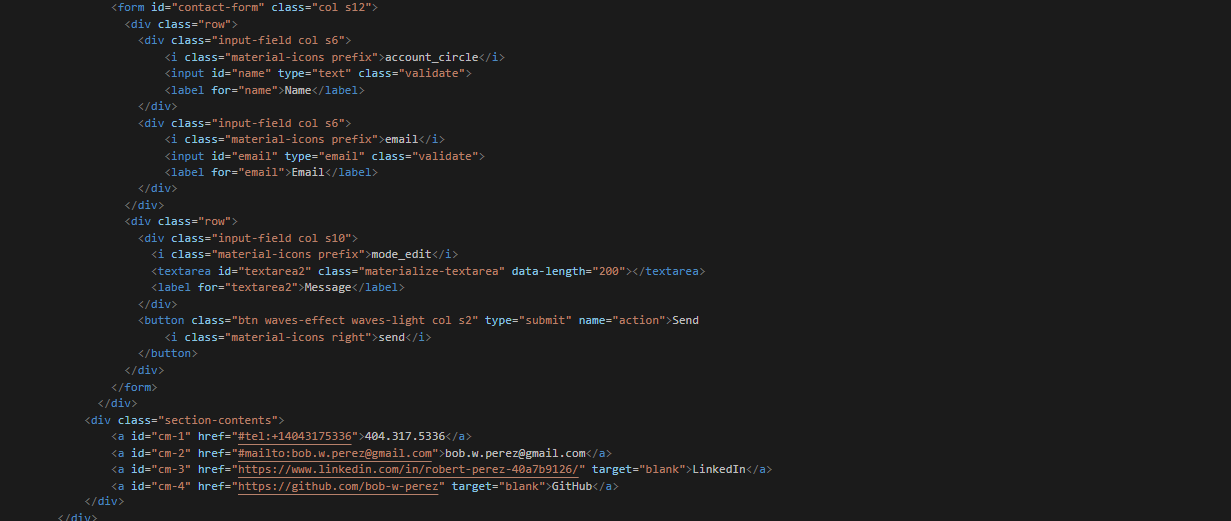 <form id="contact-form" class="col s12">
<div class="row">
<div class="input-field col s6">
<i class="material-icons prefix">account_circle</i>
<input id="name" type="text" class="validate">
<label for="name">Name</label>
</div>
<div class="input-field col s6">
<i class="material-icons prefix">email</i>
<input id="email" type="email" class="validate">
<label for="email">Email</label>
</div>
</div>
<div class="row">
<div class="input-field col s10">
<i class="material-icons prefix">mode_edit</i>
<textarea id="textarea2" class="materialize-textarea" data-length="200"></textarea>
<label for="textarea2">Message</label>
</div>
<button class="btn waves-effect waves-light col s2" type="submit" name="action">Send
<i class="material-icons right">send</i>
</button>
</div>
</form>
</div>
<div class="section-contents">
<a id="cm-1" href="#tel:+14043175336">404.317.5336</a>
<a id="cm-2" href="#mailto:bob.w.perez@gmail.com">bob.w.perez@gmail.com</a>
<a id="cm-3" href="https://www.linkedin.com/in/robert-perez-40a7b9126/" target="blank">LinkedIn</a>
<a id="cm-4" href="https://github.com/bob-w-perez" target="blank">GitHub</a>
</div>
</div>